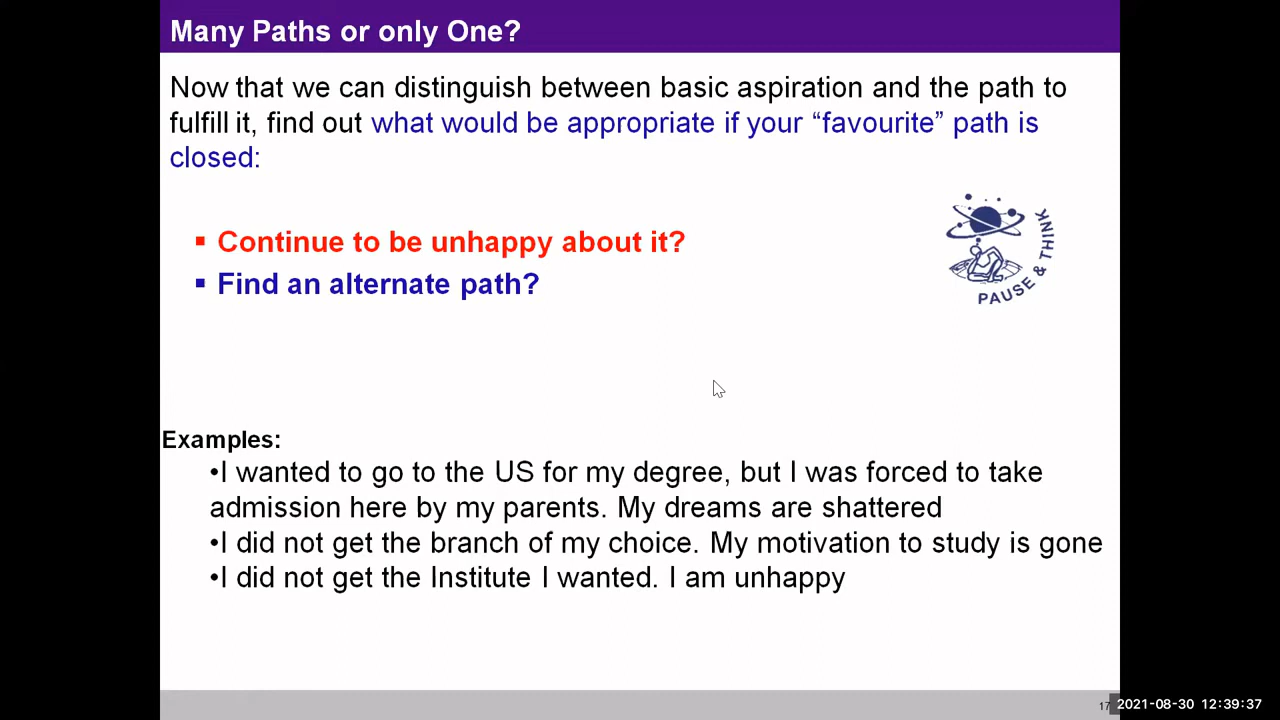 Many Paths or only One?
Now that we can distinguish between basic aspiration and the path to
fulfill it, find out what would be appropriate if your “favourite” path is
closed:
▪ Continue to be unhappy about it?
▪ Find an alternate path?
PAUSE & THINK
Examples:
•I wanted to go to the US for my degree, but I was forced to take
admission here by my parents. My dreams are shattered
•I did not get the branch of my choice. My motivation to study is gone
•I did not get the Institute I wanted. I am unhappy
17
2021-08-30 12:39:37